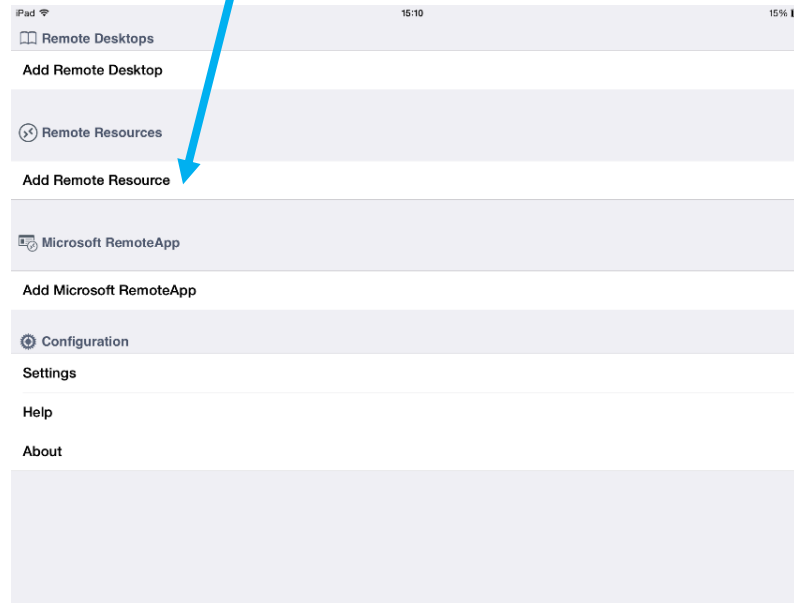 iPad 15:10 15%
Remote Desktops
Add Remote Desktop
Remote Resources
Add Remote Resource
Microsoft RemoteApp
Add Microsoft RemoteApp
Configuration
Settings
Help
About